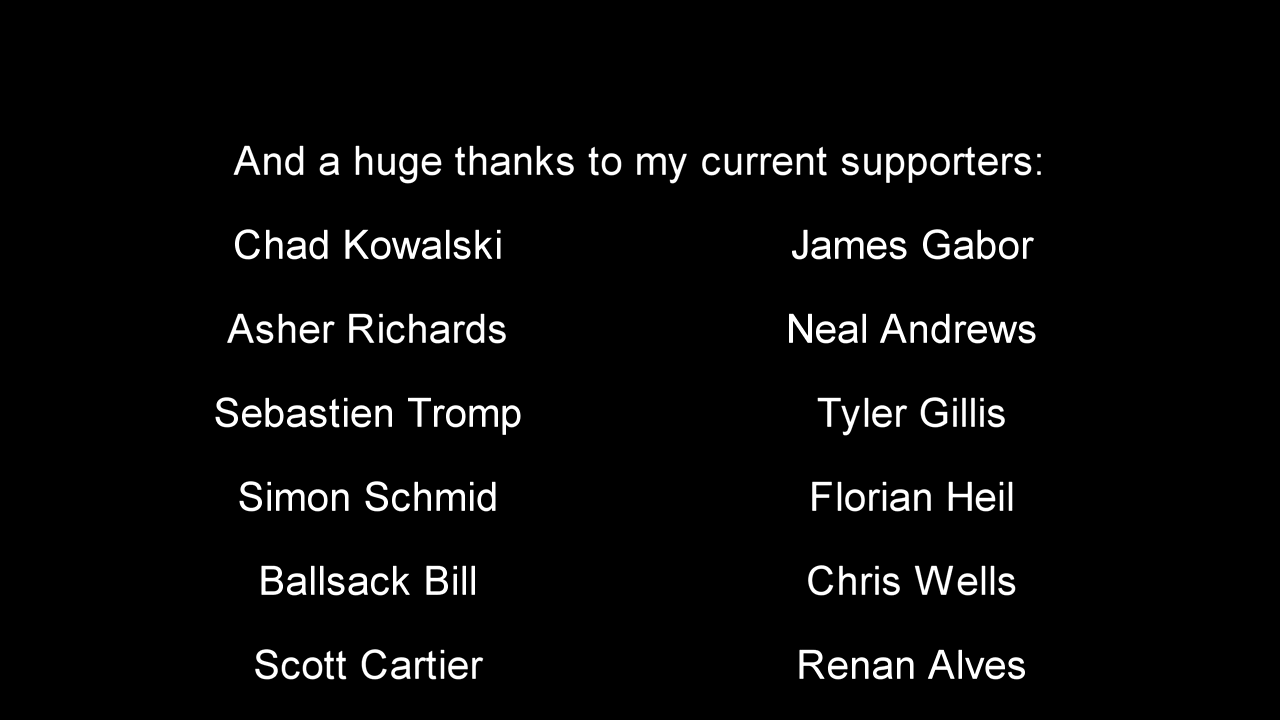 And a huge thanks to my current supporters:
Chad Kowalski James Gabor
Asher Richards Neal Andrews
Sebastien Tromp Tyler Gillis
Simon Schmid Florian Heil
Ballsack Bill Chris Wells
Scott Cartier Renan Alves